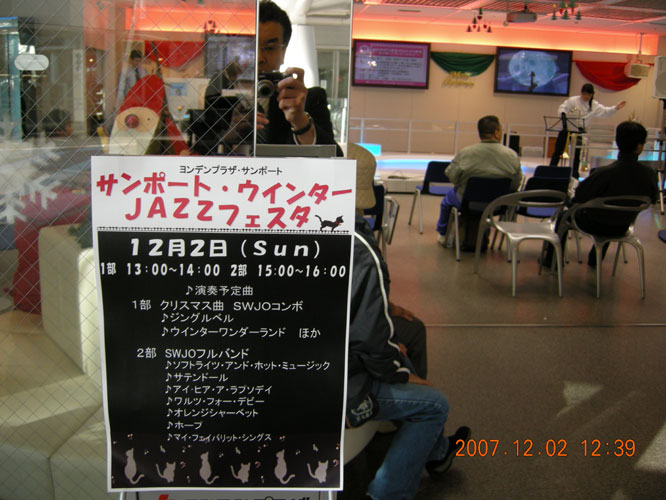 ヨンデンプラザ・サンポート
サンポート・ウインター
JAZZフェスタ
12月2日(Sun)
1部 13:00~14:00 2部 15:00~16:00
♪演奏予定曲
1部 クリスマス曲 SWJOコンボ
♪ジングルベル
♪ウインターワンダーランド ほか
2部 SWJOフルバンド
♪ソフトライツ・アンド・ホット・ミュージック
♪サテンドール
♪アイ・ヒア・ア・ラプソディ
♪ワルツ・フォー・デビー
♪オレンジシャーベット
♪ホープ
♪マイ・フェイバリット・シングス
2007.12.02 12:39